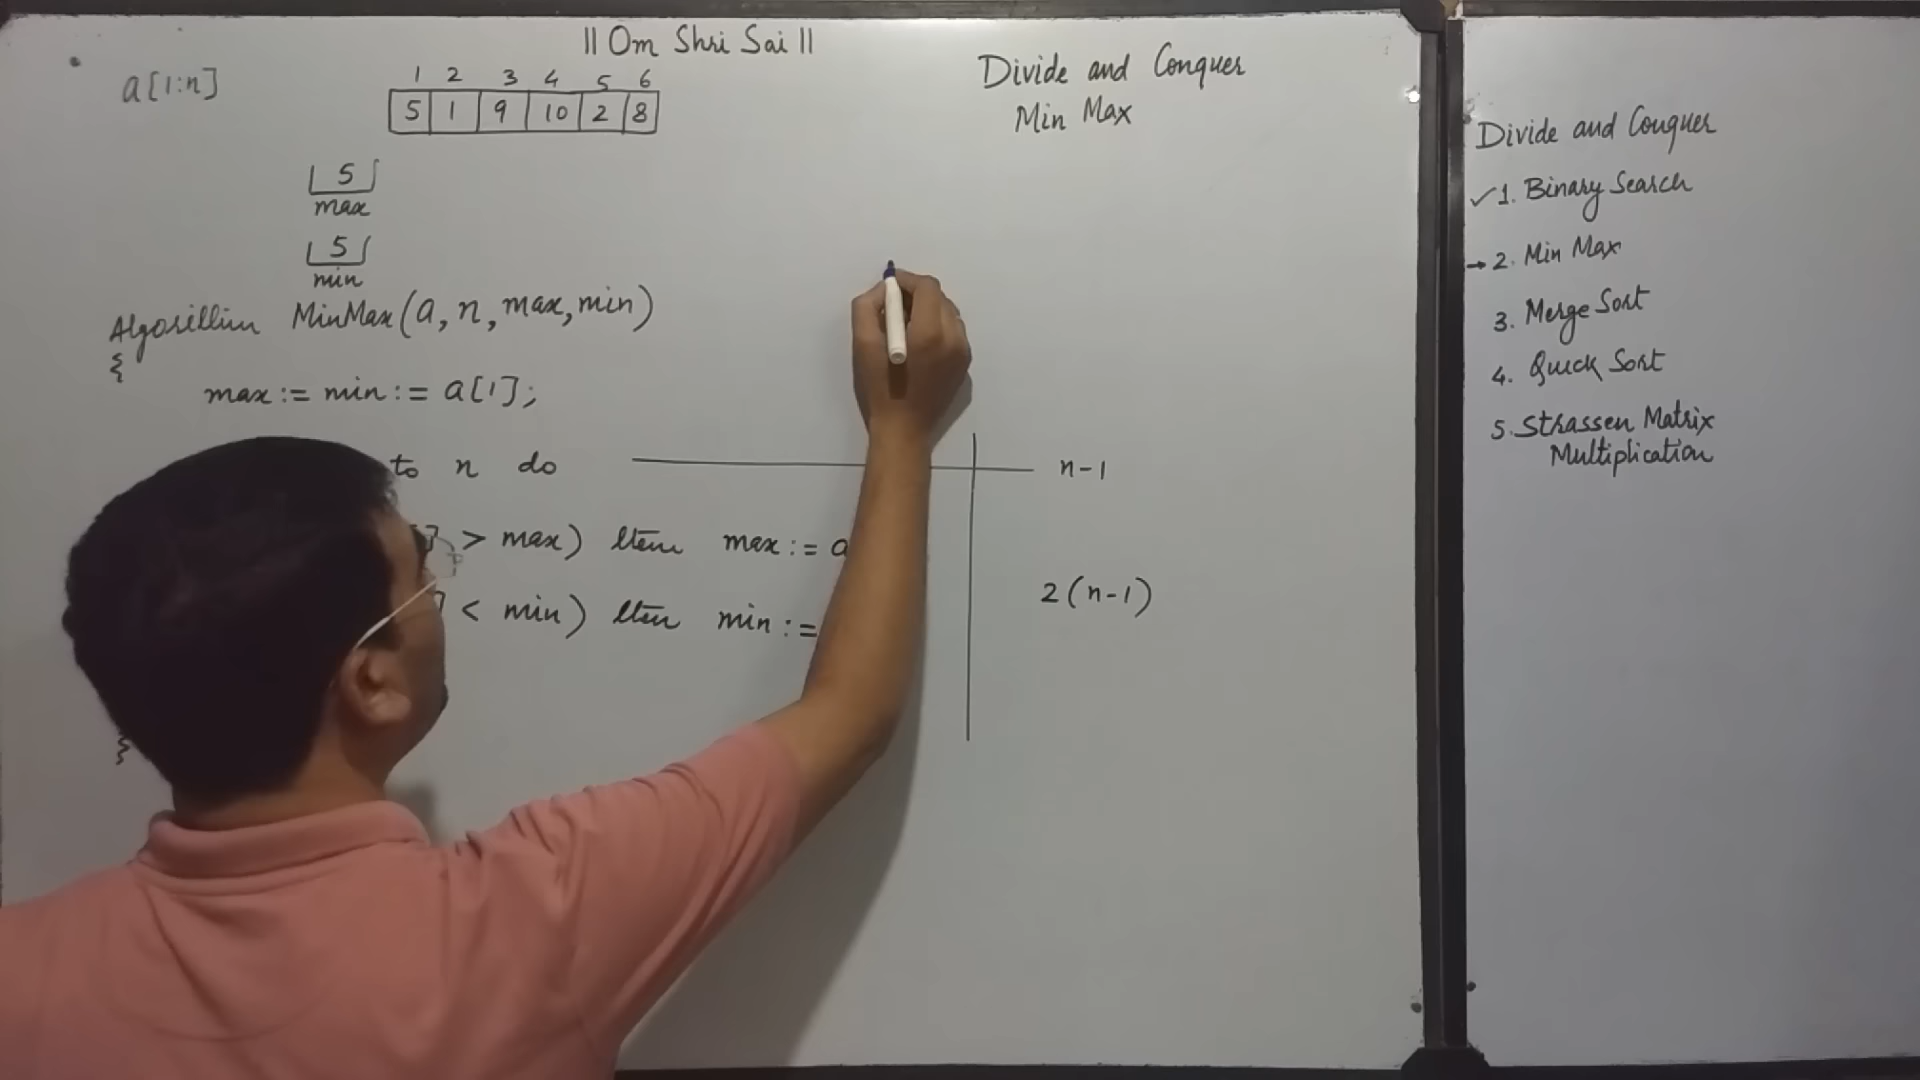 || Om Shri Sai ||
a[1:n]
1 2 3 4 5 6
5 1 9 10 2 8
Divide and Conquer
Min Max
5
max
5
min
Algorithm MinMax(a, n, max, min)
{
max := min := a[1];
to n do n-1
> max) then max := a
< min) then min :=
2(n-1)
}
Divide and Conquer
✓1. Binary Search
→2. Min Max
3. Merge Sort
4. Quick Sort
5. Strassen Matrix
Multiplication